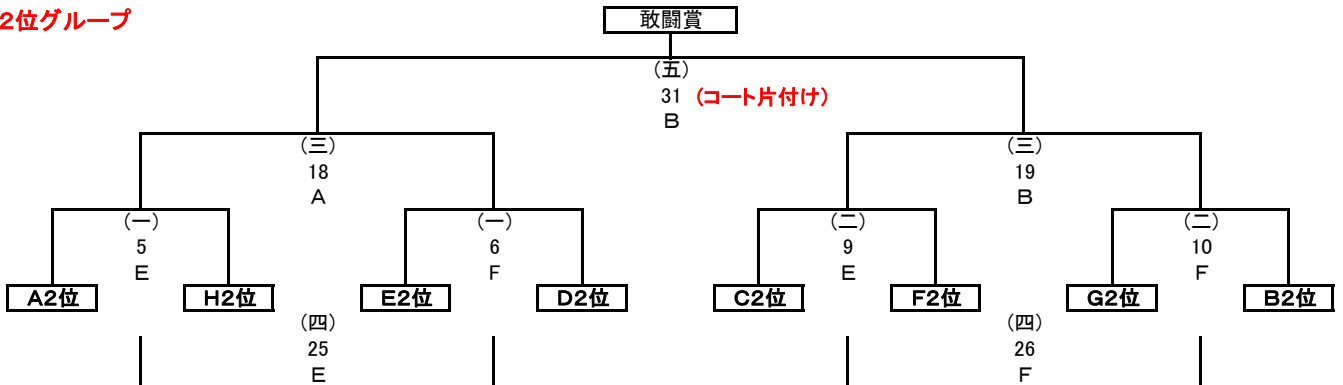 2位グループ
敢闘賞
(五)
31 (コート片付け)
B
(三) (三)
18 19
A B
(一) (一) (二) (二)
5 6 9 10
E F E F
A2位 H2位 E2位 D2位 C2位 F2位 G2位 B2位
(四) (四)
25 26
E F